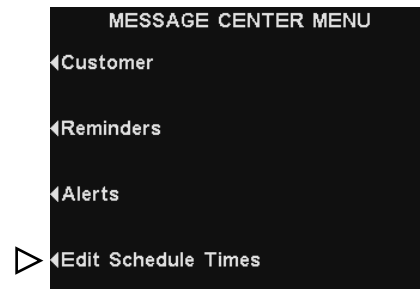 MESSAGE CENTER MENU
Customer
Reminders
Alerts
Edit Schedule Times